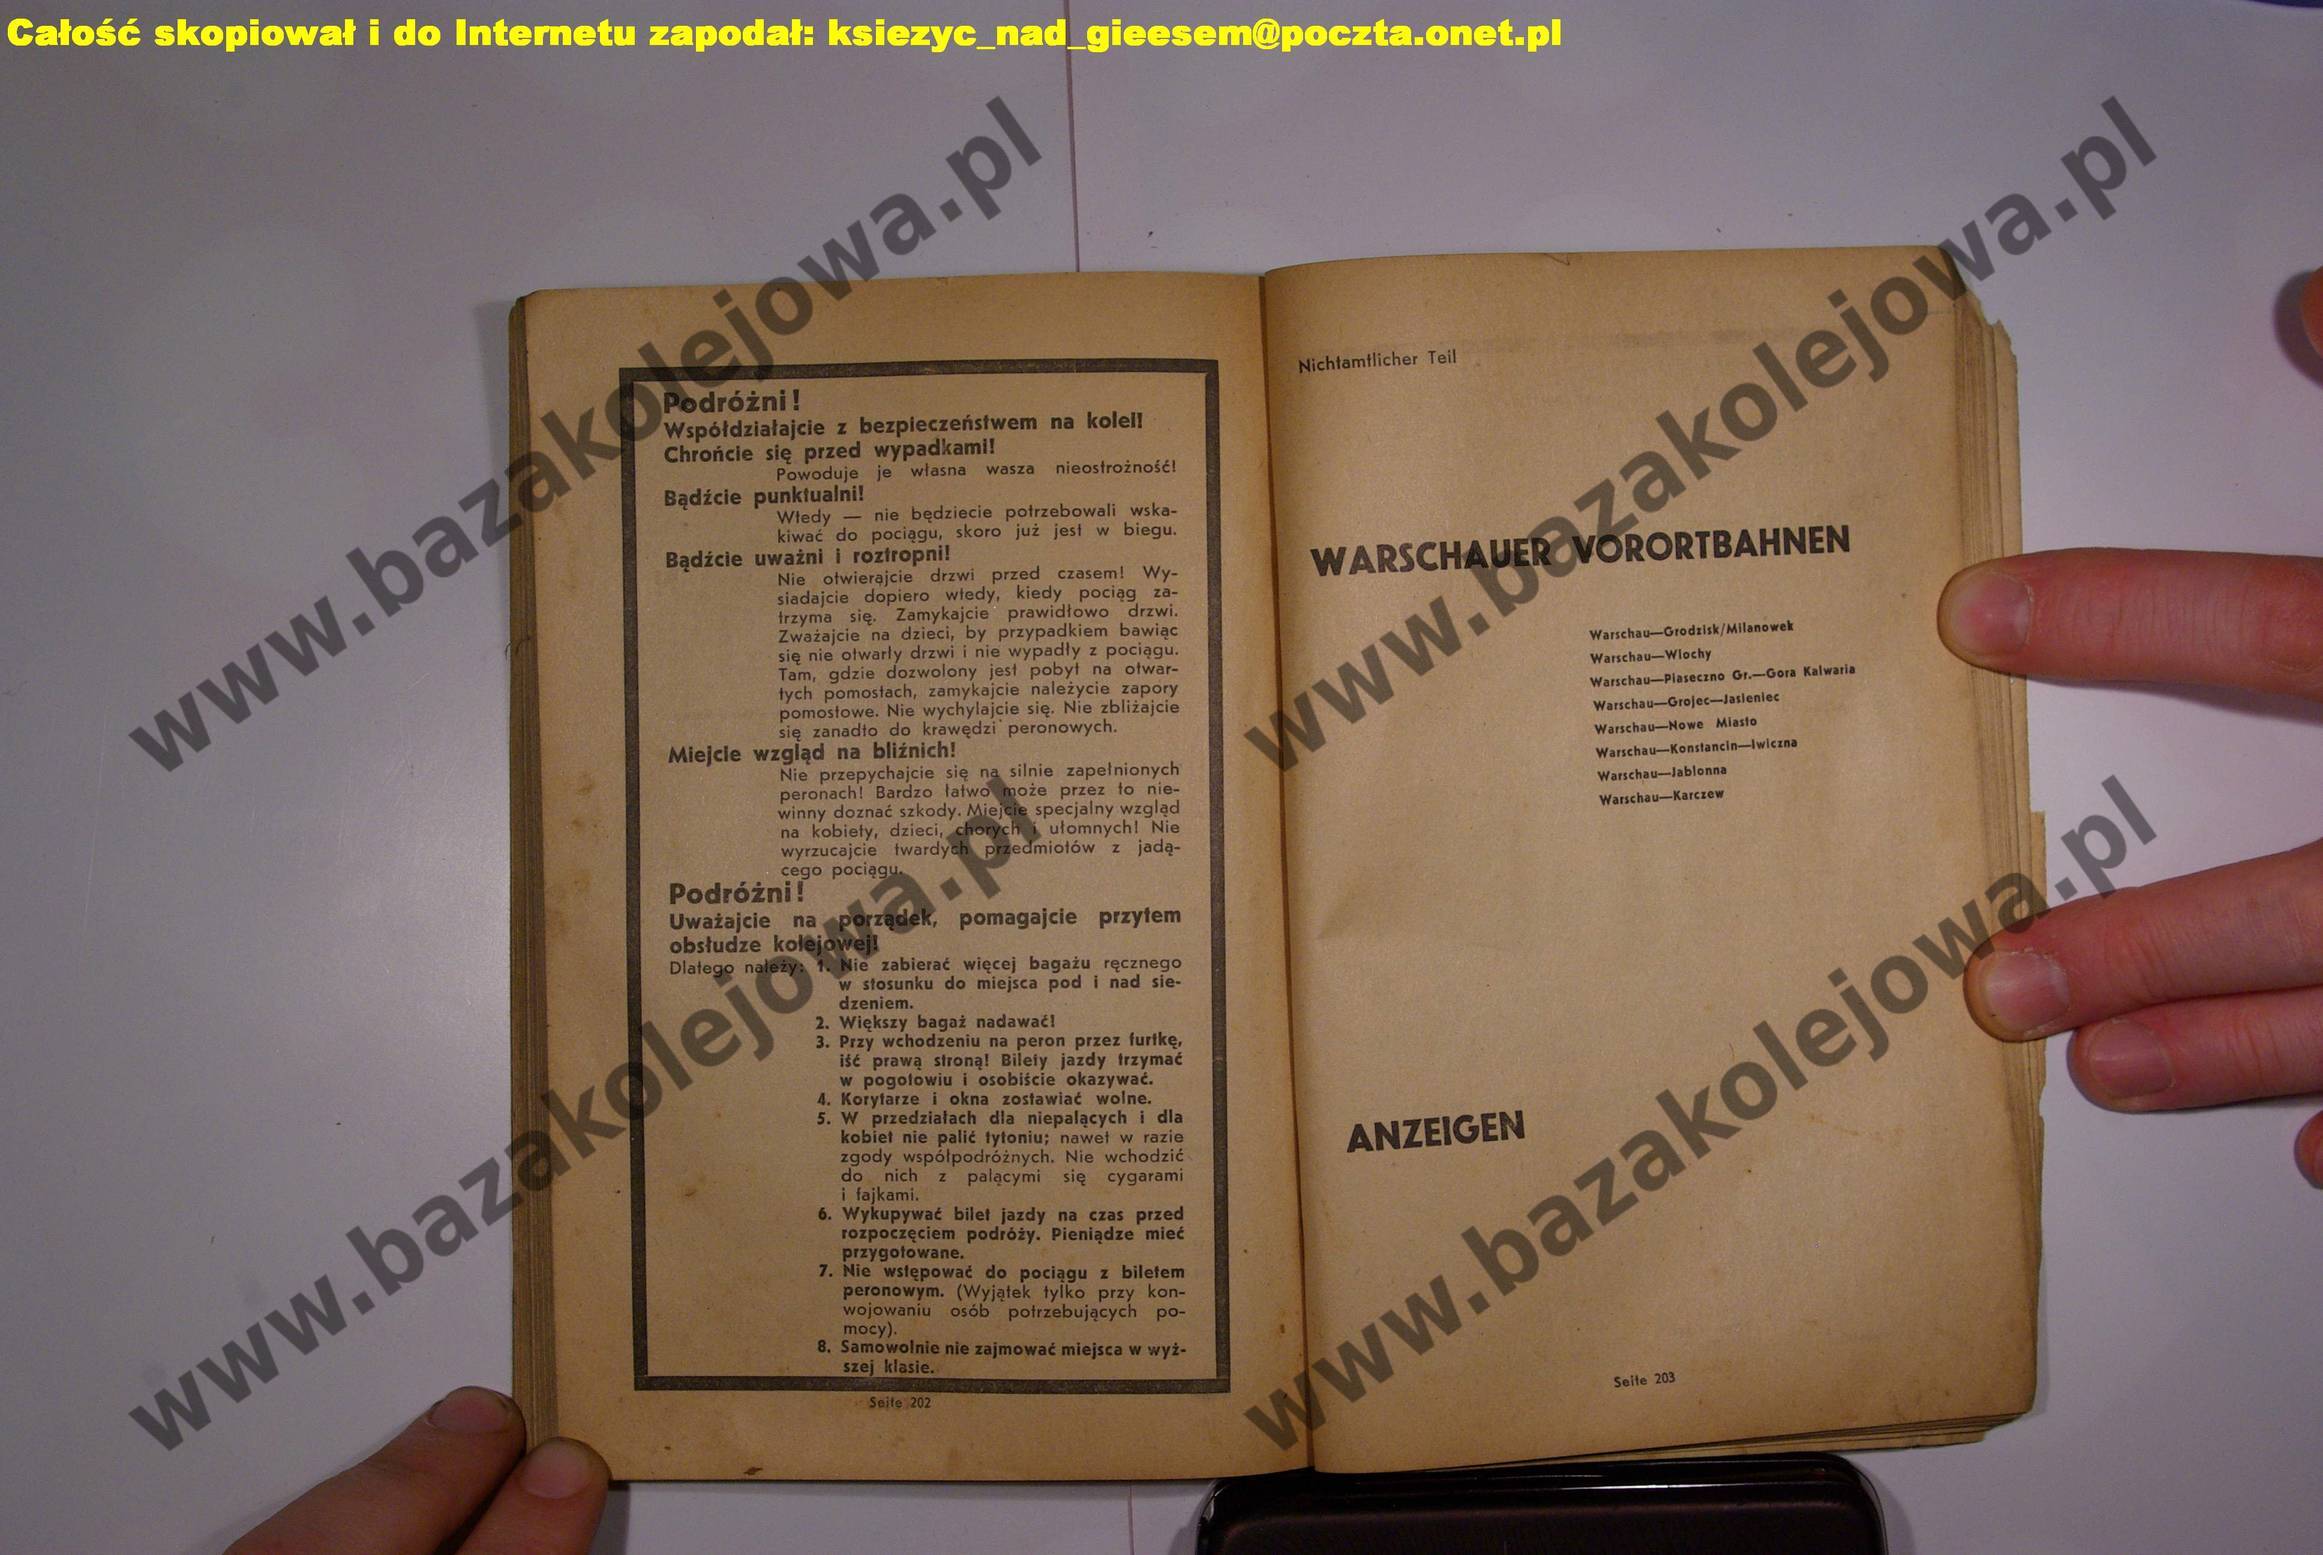 Całość skopiował i do Internetu zapodał: ksiezyc_nad_gieesem@poczta.onet.pl
Podróżni!
Współdziałajcie z bezpieczeństwem na kolei!
Chrońcie się przed wypadkami!
Powoduje je własna wasza nieostrożność!
Bądźcie punktualni!
Wtedy — nie będziecie potrzebowali wska-
kiwać do pociągu, skoro już jest w biegu.
Bądźcie uważni i roztropni!
Nie otwierajcie drzwi przed czasem! Wy-
siadajcie dopiero wtedy, kiedy pociąg za-
trzyma się. Zamykajcie prawidłowo drzwi.
Zważajcie na dzieci, by przypadkiem bawiąc
się nie otwarły drzwi i nie wypadły z pociągu.
Tam, gdzie dozwolony jest pobyt na otwar-
tych pomostach, zamykajcie należycie zapory
pomostowe. Nie wychylajcie się. Nie zbliżajcie
się zanadto do krawędzi peronowych.
Miejcie wzgląd na bliźnich!
Nie przepychajcie się na silnie zapełnionych
peronach! Bardzo łatwo może przez to nie-
winny doznać szkody. Miejcie specjalny wzgląd
na kobiety, dzieci, chorych i ułomnych! Nie
wyrzucajcie twardych przedmiotów z jadą-
cego pociągu.
Podróżni!
Uważajcie na porządek, pomagajcie przytem
obsłudze kolejowej!
Dlatego należy: 1. Nie zabierać więcej bagażu ręcznego
w stosunku do miejsca pod i nad sie-
dzeniem.
2. Większy bagaż nadawać!
3. Przy wchodzeniu na peron przez furtkę,
iść prawą stroną! Bilety jazdy trzymać
w pogotowiu i osobiście okazywać.
4. Korytarze i okna zostawiać wolne.
5. W przedziałach dla niepalących i dla
kobiet nie palić tytoniu; nawet w razie
zgody współpodróżnych. Nie wchodzić
do nich z palącymi się cygarami
i fajkami.
6. Wykupywać bilet jazdy na czas przed
rozpoczęciem podróży. Pieniądze mieć
przygotowane.
7. Nie wstępować do pociągu z biletem
peronowym. (Wyjątek tylko przy kon-
wojowaniu osób potrzebujących po-
mocy).
8. Samowolnie nie zajmować miejsca w wyż-
szej klasie.
Seite 202
Nichtamtlicher Teil
WARSCHAUER VORORTBAHNEN
Warschau—Grodzisk/Milanowek
Warschau—Wlochy
Warschau—Piaseczno Gr.—Gora Kalwaria
Warschau—Grojec—Jasieniec
Warschau—Nowe Miasto
Warschau—Konstancin—Iwiczna
Warschau—Jablonna
Warschau—Karczew
ANZEIGEN
Seite 203
www.bazakolejowa.pl
www.bazakolejowa.pl
www.bazakolejowa.pl
www.bazakolejowa.pl